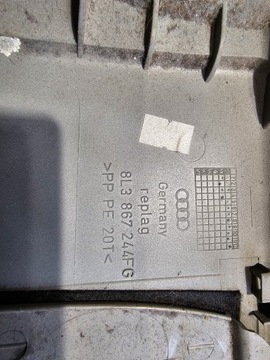 Germany
replag
8L3 867 244FG
>PP PE 20T<